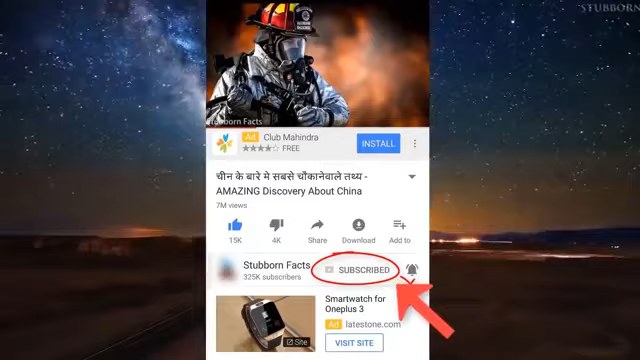 STUBBORN
Stubborn Facts
Ad Club Mahindra
FREE
INSTALL
चीन के बारे मे सबसे चौंकानेवाले तथ्य -
AMAZING Discovery About China
7M views
15K 4K Share Download Add to
Stubborn Facts
SUBSCRIBED
325K subscribers
Smartwatch for
Oneplus 3
Ad latestone.com
Site
VISIT SITE